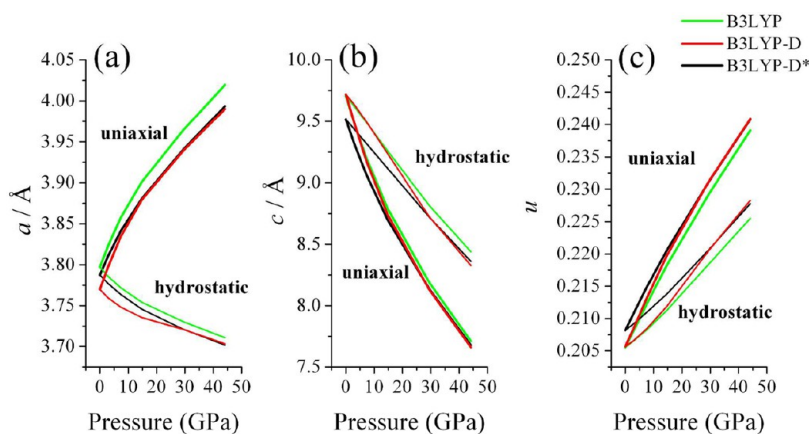 B3LYP
B3LYP-D
B3LYP-D*
(a)
a / Å
4.05
4.00
3.95
3.90
3.85
3.80
3.75
3.70
uniaxial
hydrostatic
0 10 20 30 40 50
Pressure (GPa)
(b)
c / Å
10.0
9.5
9.0
8.5
8.0
7.5
hydrostatic
uniaxial
0 10 20 30 40 50
Pressure (GPa)
(c)
u
0.250
0.245
0.240
0.235
0.230
0.225
0.220
0.215
0.210
0.205
uniaxial
hydrostatic
0 10 20 30 40 50
Pressure (GPa)